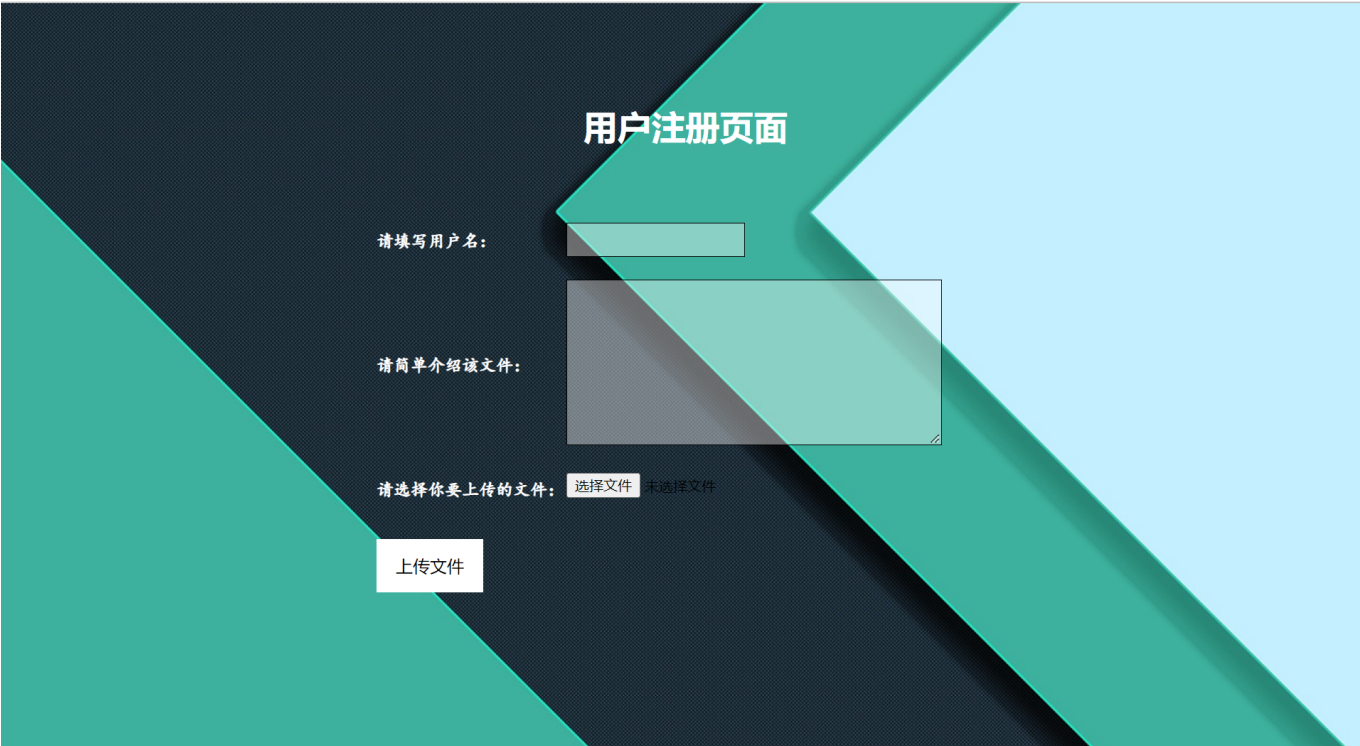 用户注册页面
请填写用户名：
请简单介绍该文件：
请选择你要上传的文件： 选择文件 未选择文件
上传文件